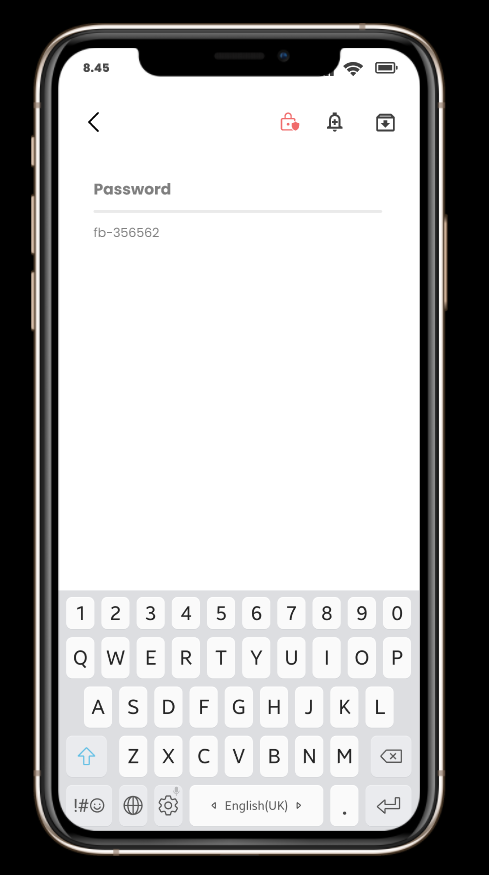 8.45
Password
fb-356562
1 2 3 4 5 6 7 8 9 0
Q W E R T Y U I O P
A S D F G H J K L
Z X C V B N M
!#☺ English(UK) .